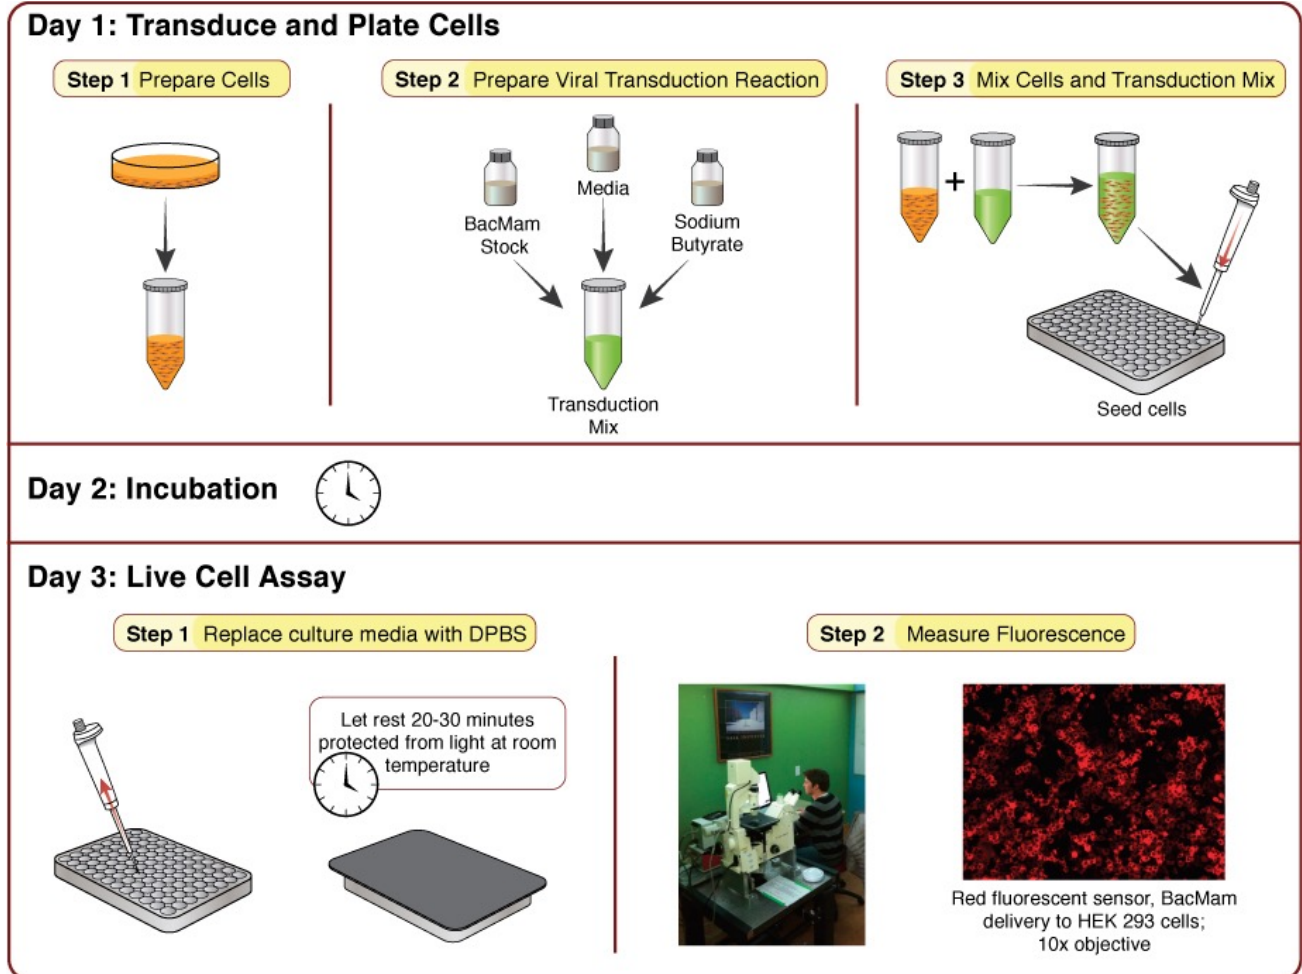 Day 1: Transduce and Plate Cells
Step 1 Prepare Cells
Step 2 Prepare Viral Transduction Reaction
Step 3 Mix Cells and Transduction Mix
BacMam
Stock
Media
Sodium
Butyrate
Transduction
Mix
Seed cells
Day 2: Incubation
Day 3: Live Cell Assay
Step 1 Replace culture media with DPBS
Let rest 20-30 minutes
protected from light at room
temperature
Step 2 Measure Fluorescence
Red fluorescent sensor, BacMam
delivery to HEK 293 cells;
10x objective